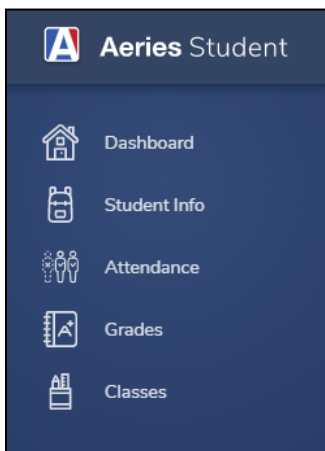 Aeries Student
Dashboard
Student Info
Attendance
Grades
Classes